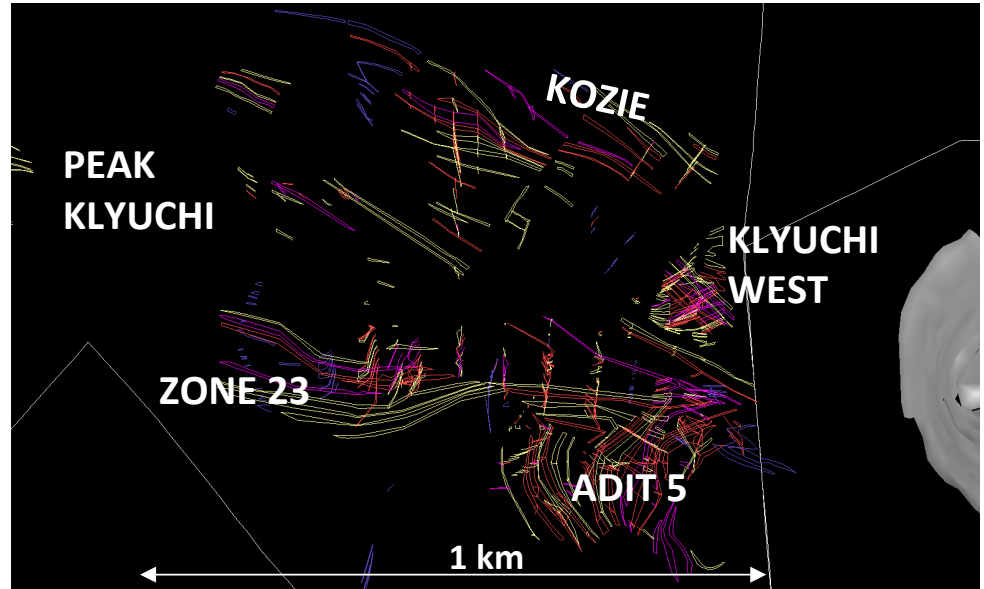 KOZIE
PEAK
KLYUCHI
KLYUCHI
WEST
ZONE 23
ADIT 5
1 km